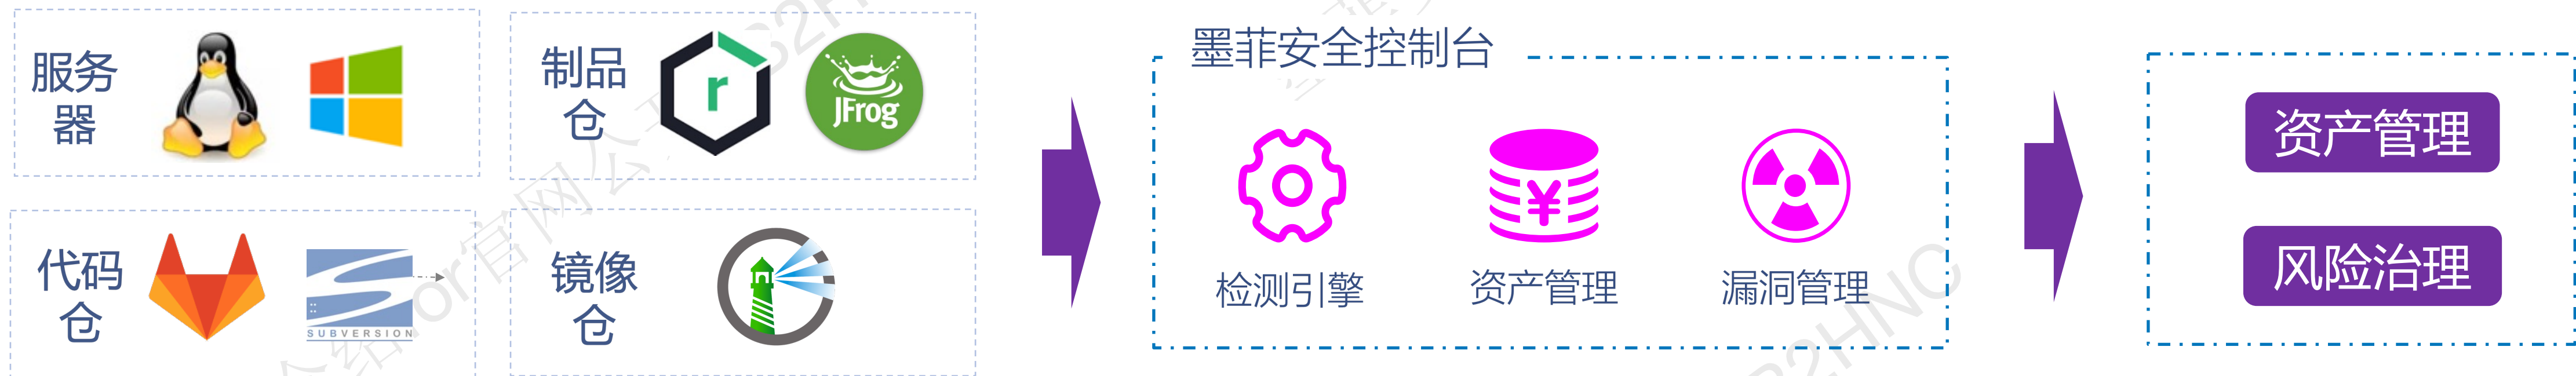 服务
器
制品
仓
r
JFrog
代码
仓
SUBVERSION
镜像
仓
墨菲安全控制台
¥
检测引擎
资产管理
漏洞管理
资产管理
风险治理